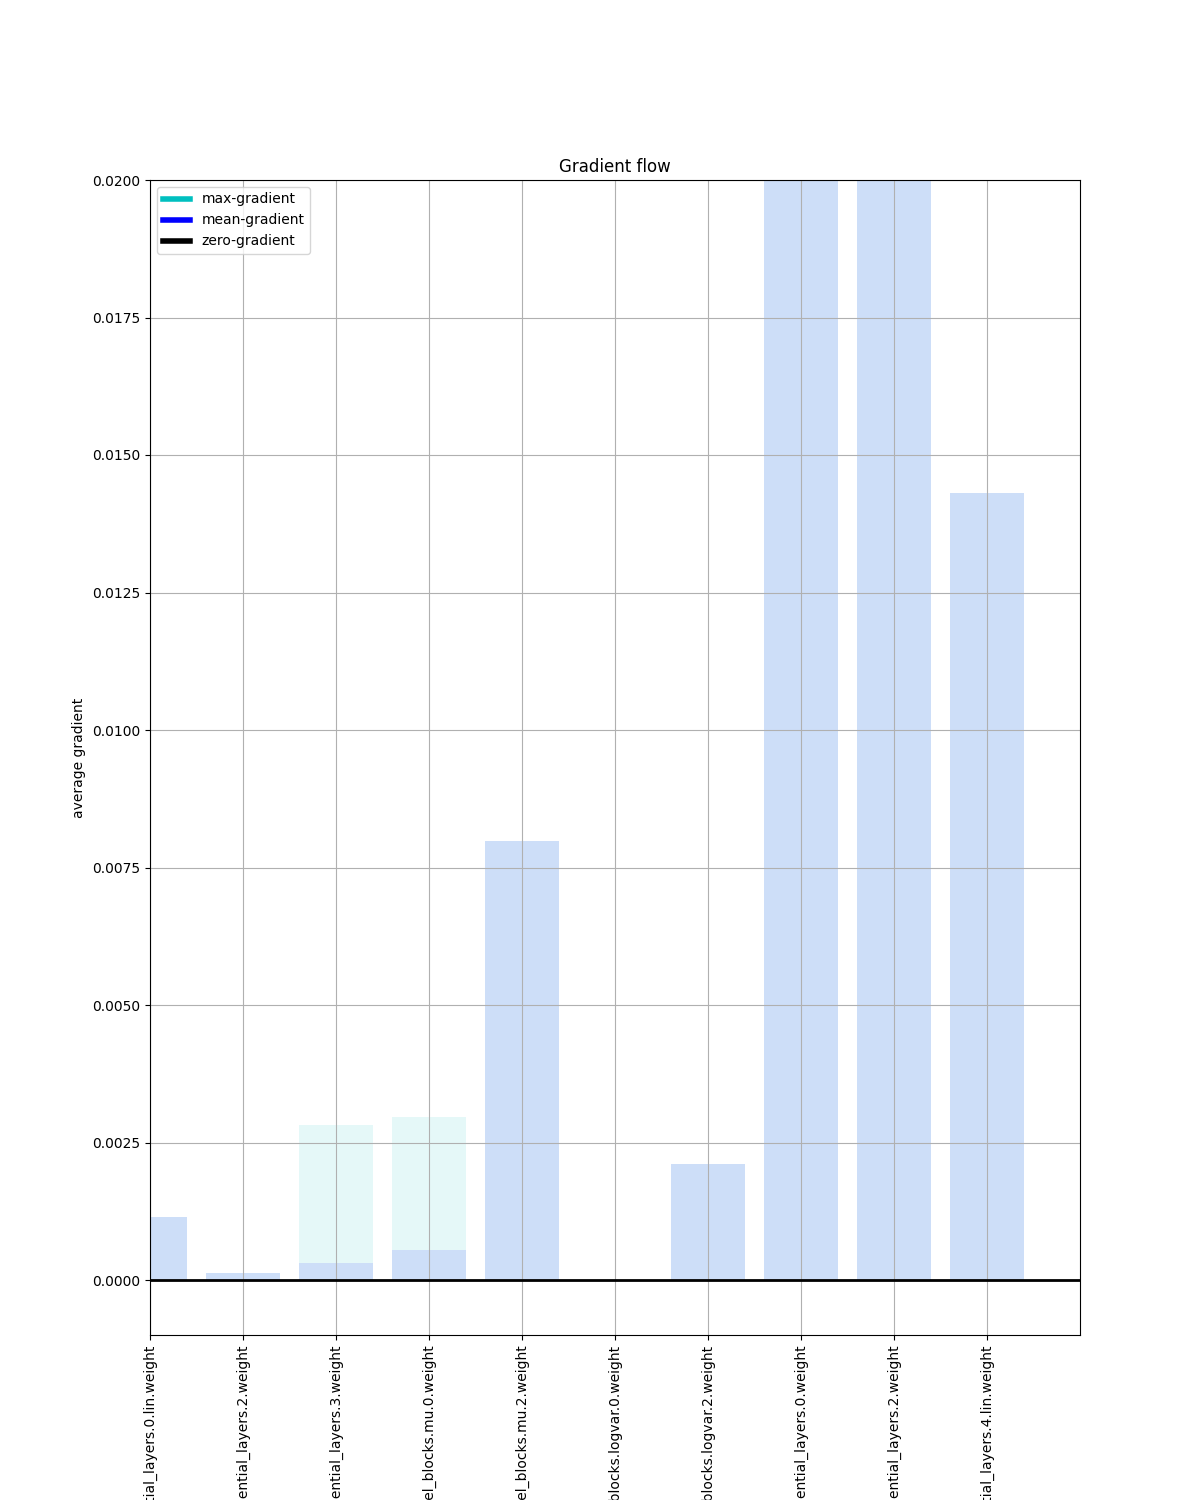 Gradient flow
max-gradient
mean-gradient
zero-gradient
0.0200
0.0175
0.0150
0.0125
0.0100
0.0075
0.0050
0.0025
0.0000
average gradient
tial_layers.0.lin.weight
ential_layers.2.weight
ential_layers.3.weight
el_blocks.mu.0.weight
el_blocks.mu.2.weight
blocks.logvar.0.weight
blocks.logvar.2.weight
ential_layers.0.weight
ential_layers.2.weight
tial_layers.4.lin.weight